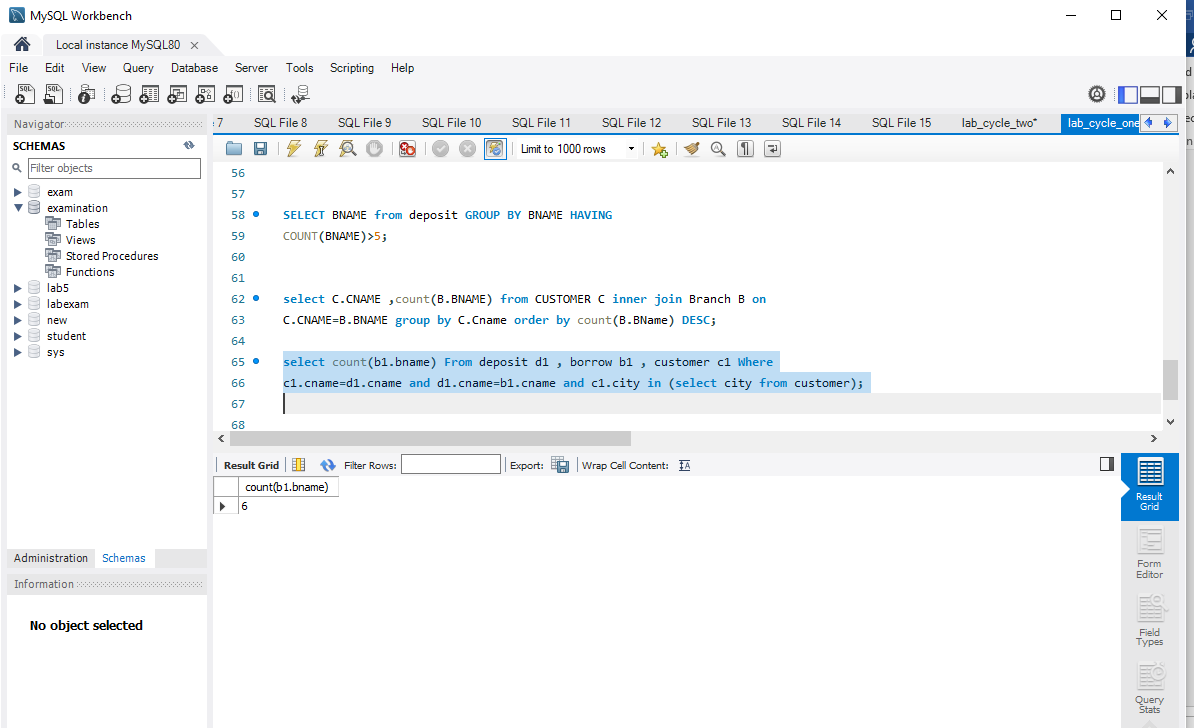 MySQL Workbench
Local instance MySQL80
File Edit View Query Database Server Tools Scripting Help
Navigator
SCHEMAS
Filter objects
exam
examination
Tables
Views
Stored Procedures
Functions
lab5
labexam
new
student
sys
Administration Schemas
Information
No object selected
7 SQL File 8 SQL File 9 SQL File 10 SQL File 11 SQL File 12 SQL File 13 SQL File 14 SQL File 15 lab_cycle_two* lab_cycle_one
Limit to 1000 rows
56
57
58 SELECT BNAME from deposit GROUP BY BNAME HAVING
59 COUNT(BNAME)>5;
60
61
62 select C.CNAME ,count(B.BNAME) from CUSTOMER C inner join Branch B on
63 C.CNAME=B.BNAME group by C.Cname order by count(B.BName) DESC;
64
65 select count(b1.bname) From deposit d1 , borrow b1 , customer c1 Where
66 c1.cname=d1.cname and d1.cname=b1.cname and c1.city in (select city from customer);
67
68
Result Grid Filter Rows: Export: Wrap Cell Content:
count(b1.bname)
6
Result
Grid
Form
Editor
Field
Types
Query
Stats